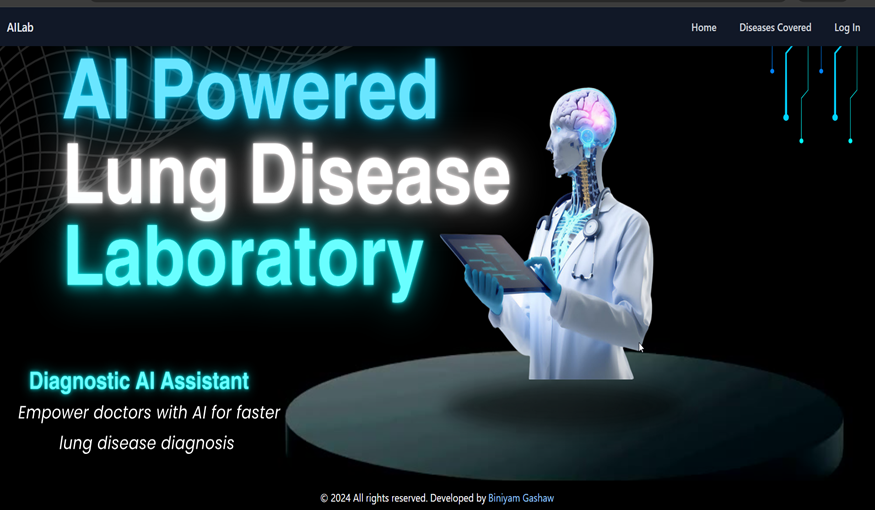 AILab
Home Diseases Covered Log In
AI Powered
Lung Disease
Laboratory
Diagnostic AI Assistant
Empower doctors with AI for faster
lung disease diagnosis
© 2024 All rights reserved. Developed by Biniyam Gashaw